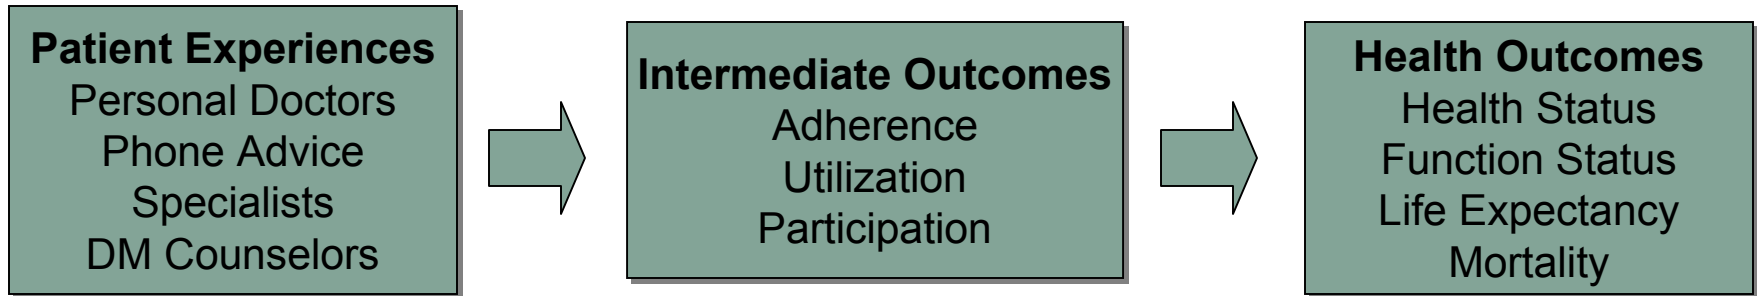 Patient Experiences
Personal Doctors
Phone Advice
Specialists
DM Counselors
Intermediate Outcomes
Adherence
Utilization
Participation
Health Outcomes
Health Status
Function Status
Life Expectancy
Mortality